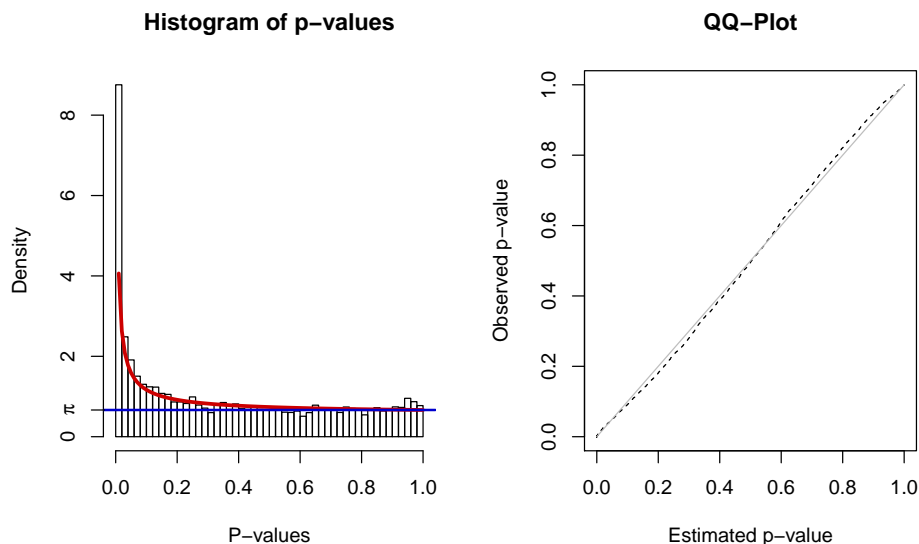 Histogram of p−values
Density
8
6
4
2
π
0
0.0 0.2 0.4 0.6 0.8 1.0
P−values
QQ−Plot
Observed p−value
1.0
0.8
0.6
0.4
0.2
0.0
0.0 0.2 0.4 0.6 0.8 1.0
Estimated p−value